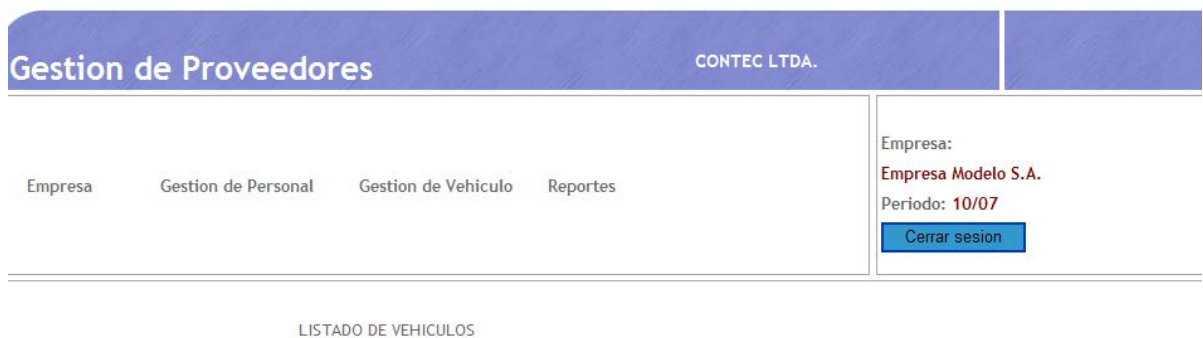 Gestion de Proveedores CONTEC LTDA.
Empresa Gestion de Personal Gestion de Vehiculo Reportes
Empresa:
Empresa Modelo S.A.
Periodo: 10/07
Cerrar sesion
LISTADO DE VEHICULOS